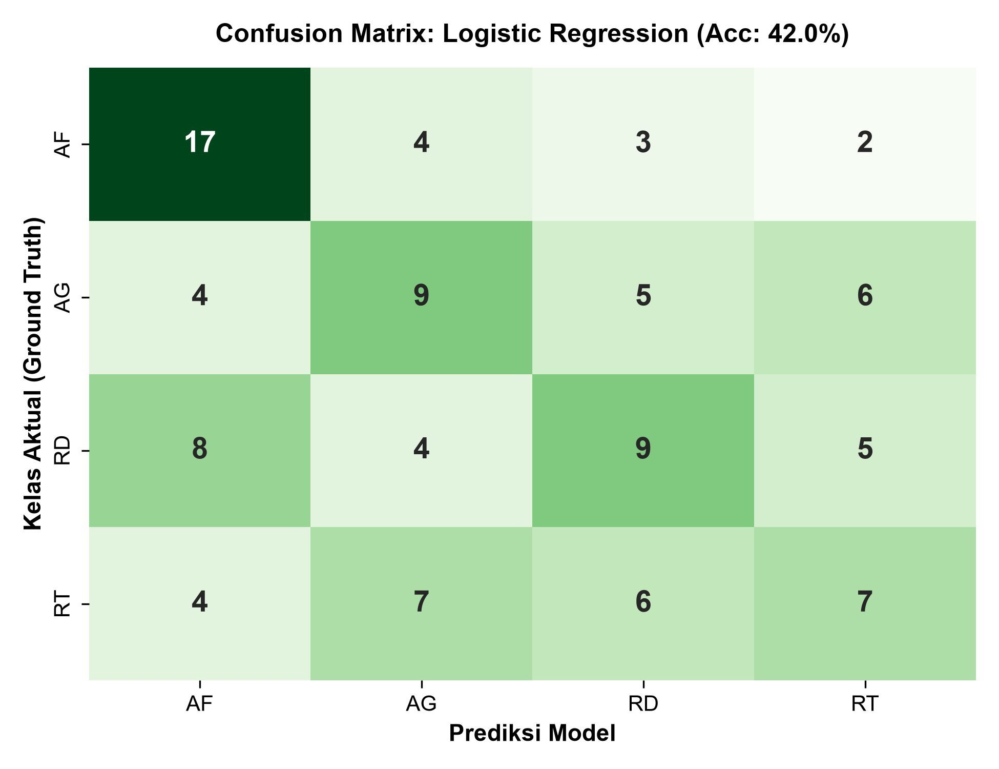 Confusion Matrix: Logistic Regression (Acc: 42.0%)
Kelas Aktual (Ground Truth)
AF 17 4 3 2
AG 4 9 5 6
RD 8 4 9 5
RT 4 7 6 7
AF AG RD RT
Prediksi Model